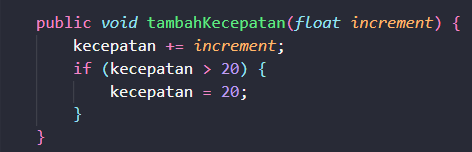 public void tambahKecepatan(float increment) {
    kecepatan += increment;
    if (kecepatan > 20) {
        kecepatan = 20;
    }
}